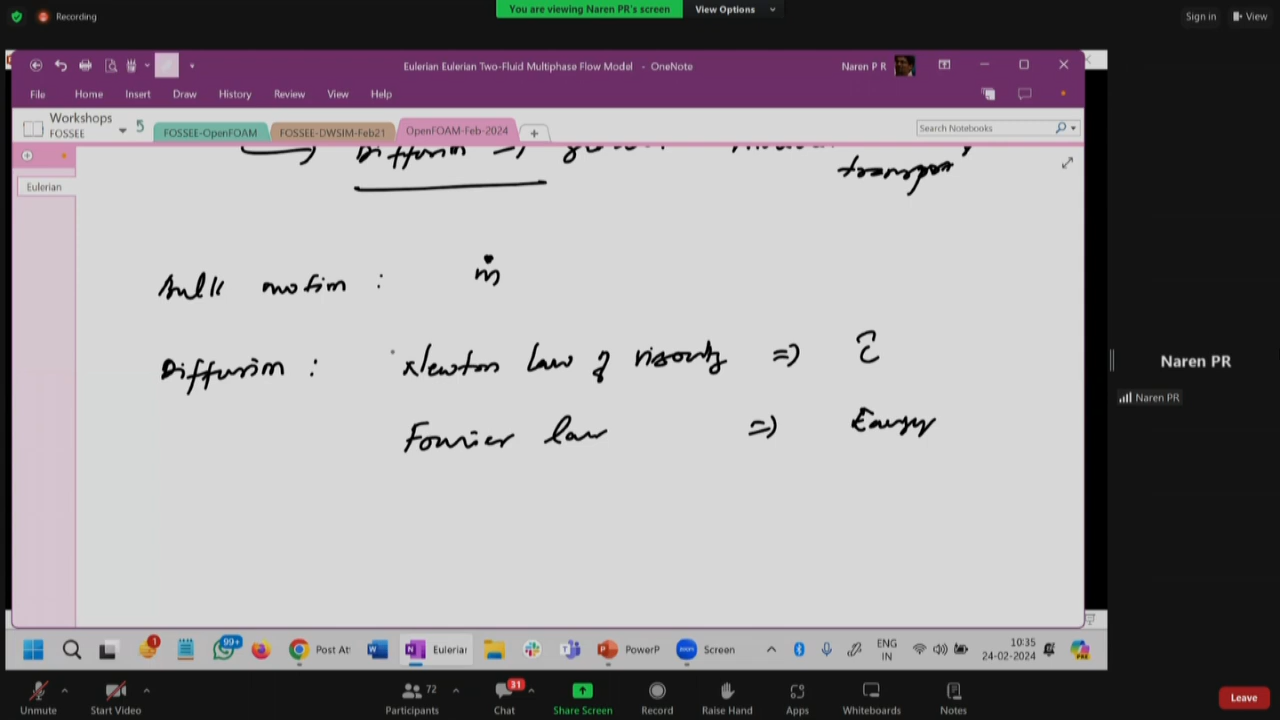 Recording
You are viewing Naren PR's screen
View Options
Sign in
View
Eulerian Eulerian Two-Fluid Multiphase Flow Model - OneNote
Naren P R
File Home Insert Draw History Review View Help
Workshops
FOSSEE
FOSSEE-OpenFOAM
FOSSEE-DWSIM-Feb21
OpenFOAM-Feb-2024
Search Notebooks
Eulerian
Diffusion =>
transport
Bulk motion : ṁ
Diffusion : Newton law of viscosity =>
Fourier law => Energy
Naren PR
Naren PR
1
99+
Post At
Eulerian
PowerP
Screen
ENG
IN
10:35
24-02-2024
Unmute
Start Video
72
Participants
31
Chat
Share Screen
Record
Raise Hand
Apps
Whiteboards
Notes
Leave